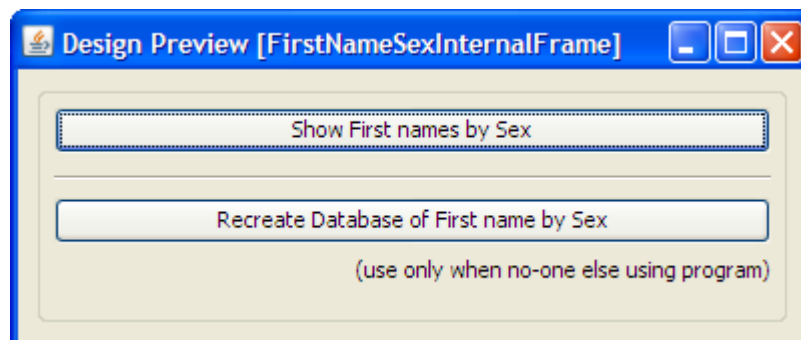 Design Preview [FirstNameSexInternalFrame]
Show First names by Sex
Recreate Database of First name by Sex
(use only when no-one else using program)